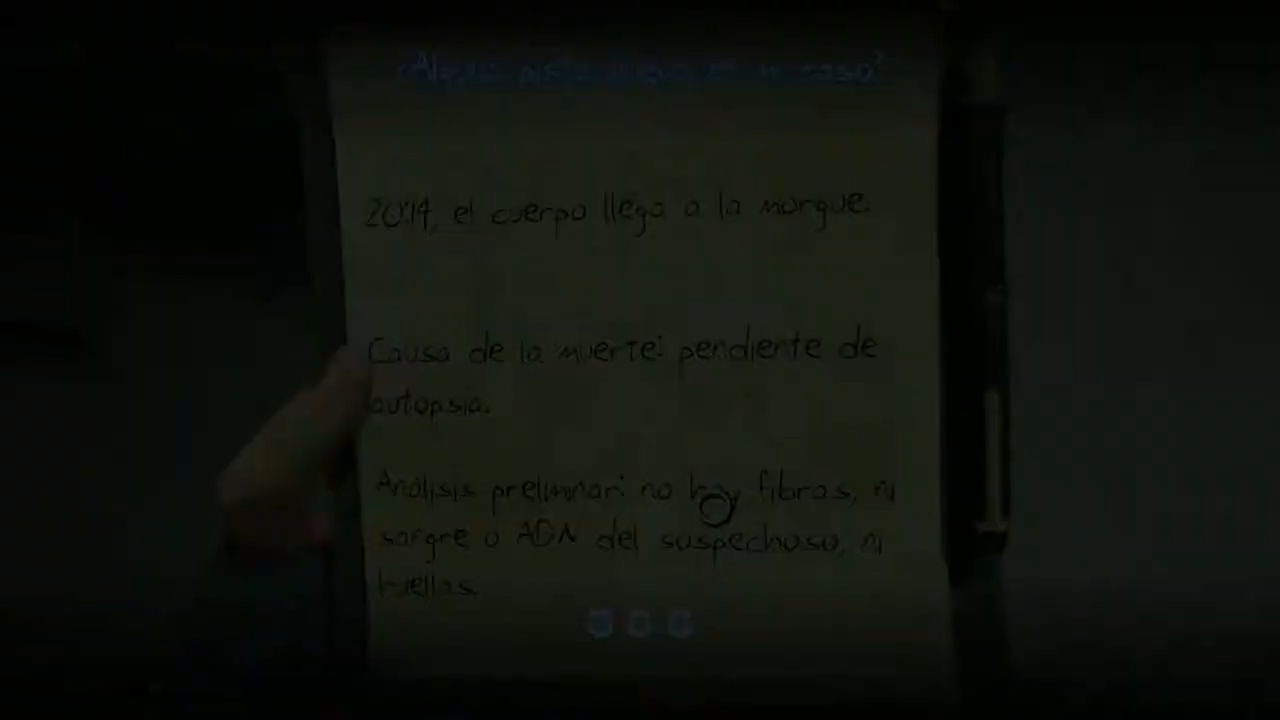 2014, el cuerpo llega a la morgue.
Causa de la muerte: pendiente de
autopsia.
Análisis preliminar: no hay fibras, ni
sangre o ADN del suspechoso, ni
huellas.